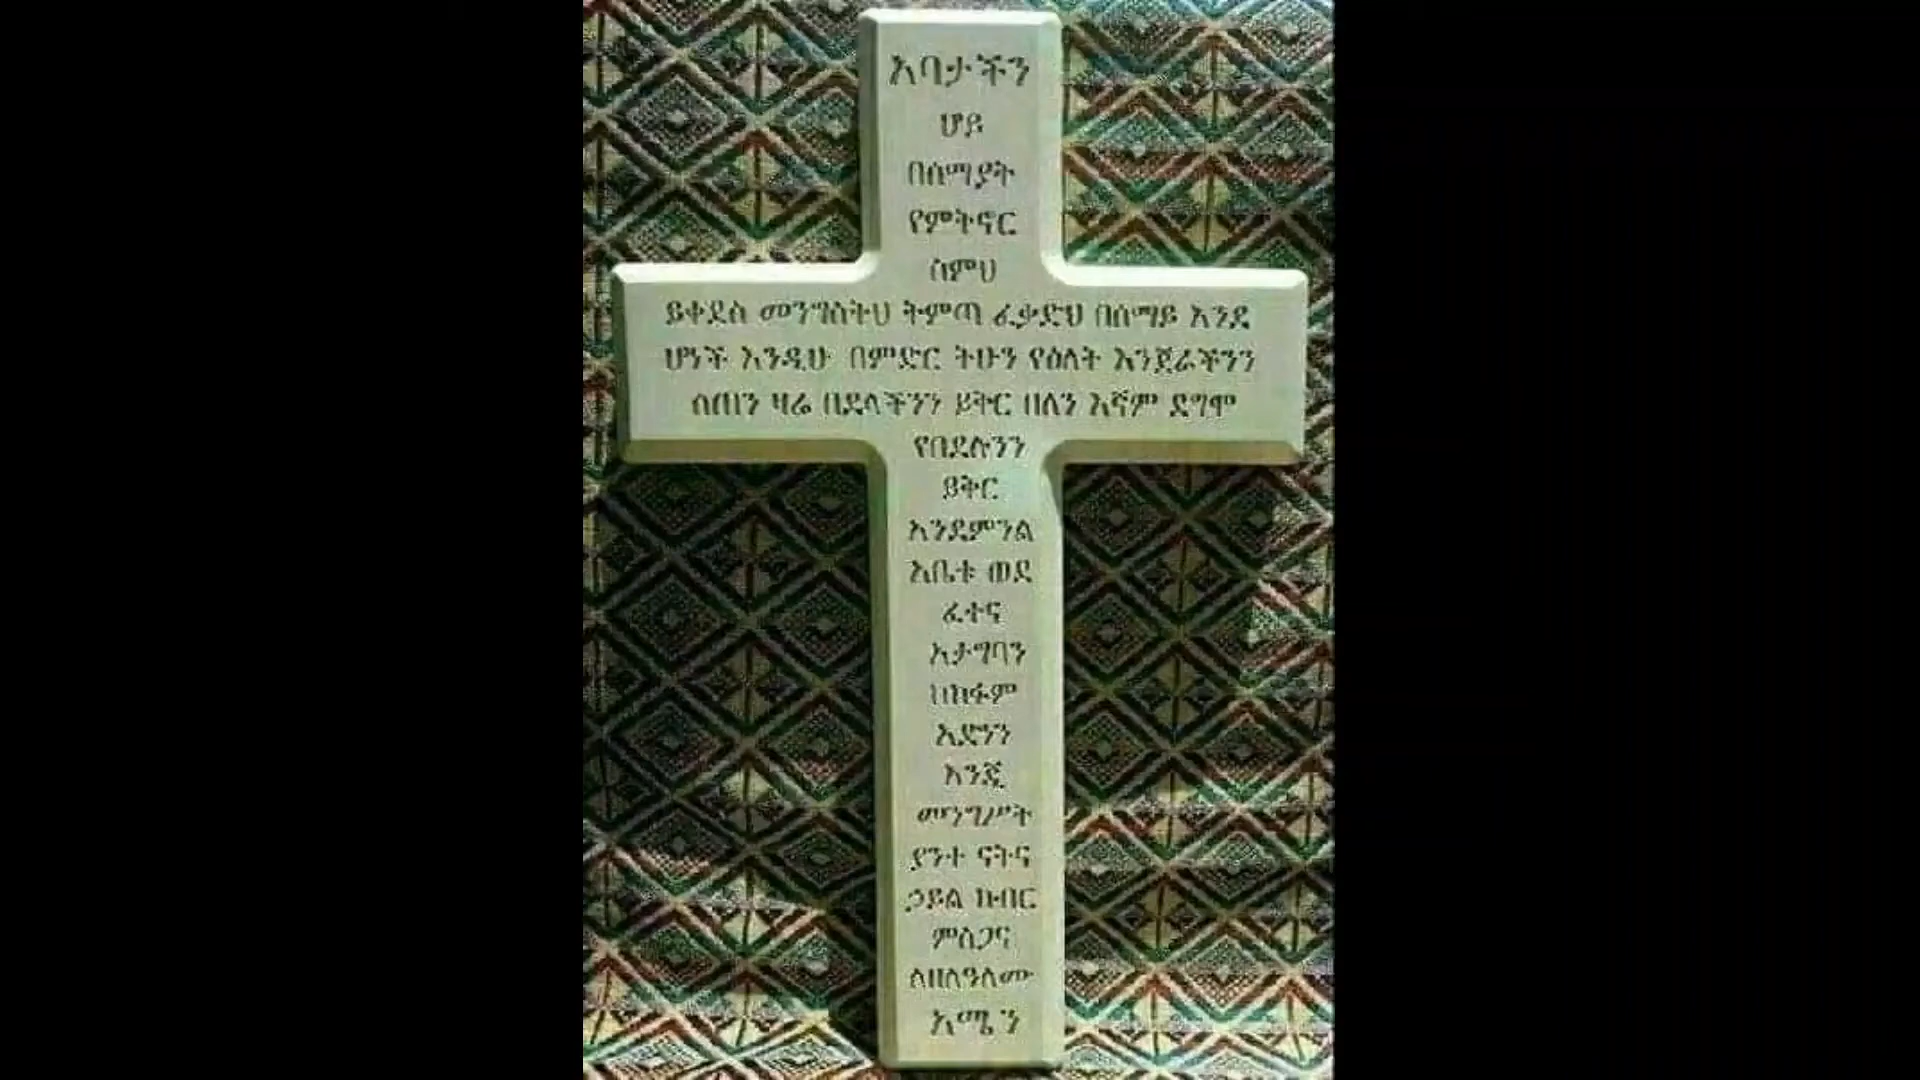 አባታችን
ሆይ
በሰማያት
የምትኖር
ስምህ
ይቀደስ መንግስትህ ትምጣ ፈቃድህ በሰማይ እንደ
ሆነች እንዲሁ በምድር ትሁን የዕለት እንጀራችንን
ስጠን ዛሬ በደላችንን ይቅር በለን እኛም ደግሞ
የበደሉንን
ይቅር
እንደምንል
አቤቱ ወደ
ፈተና
አታግባን
ከክፋም
አድነን
እንጂ
መንግሥት
ያንተ ናትና
ኃይል ክብር
ምስጋና
ለዘለዓለሙ
አሜን